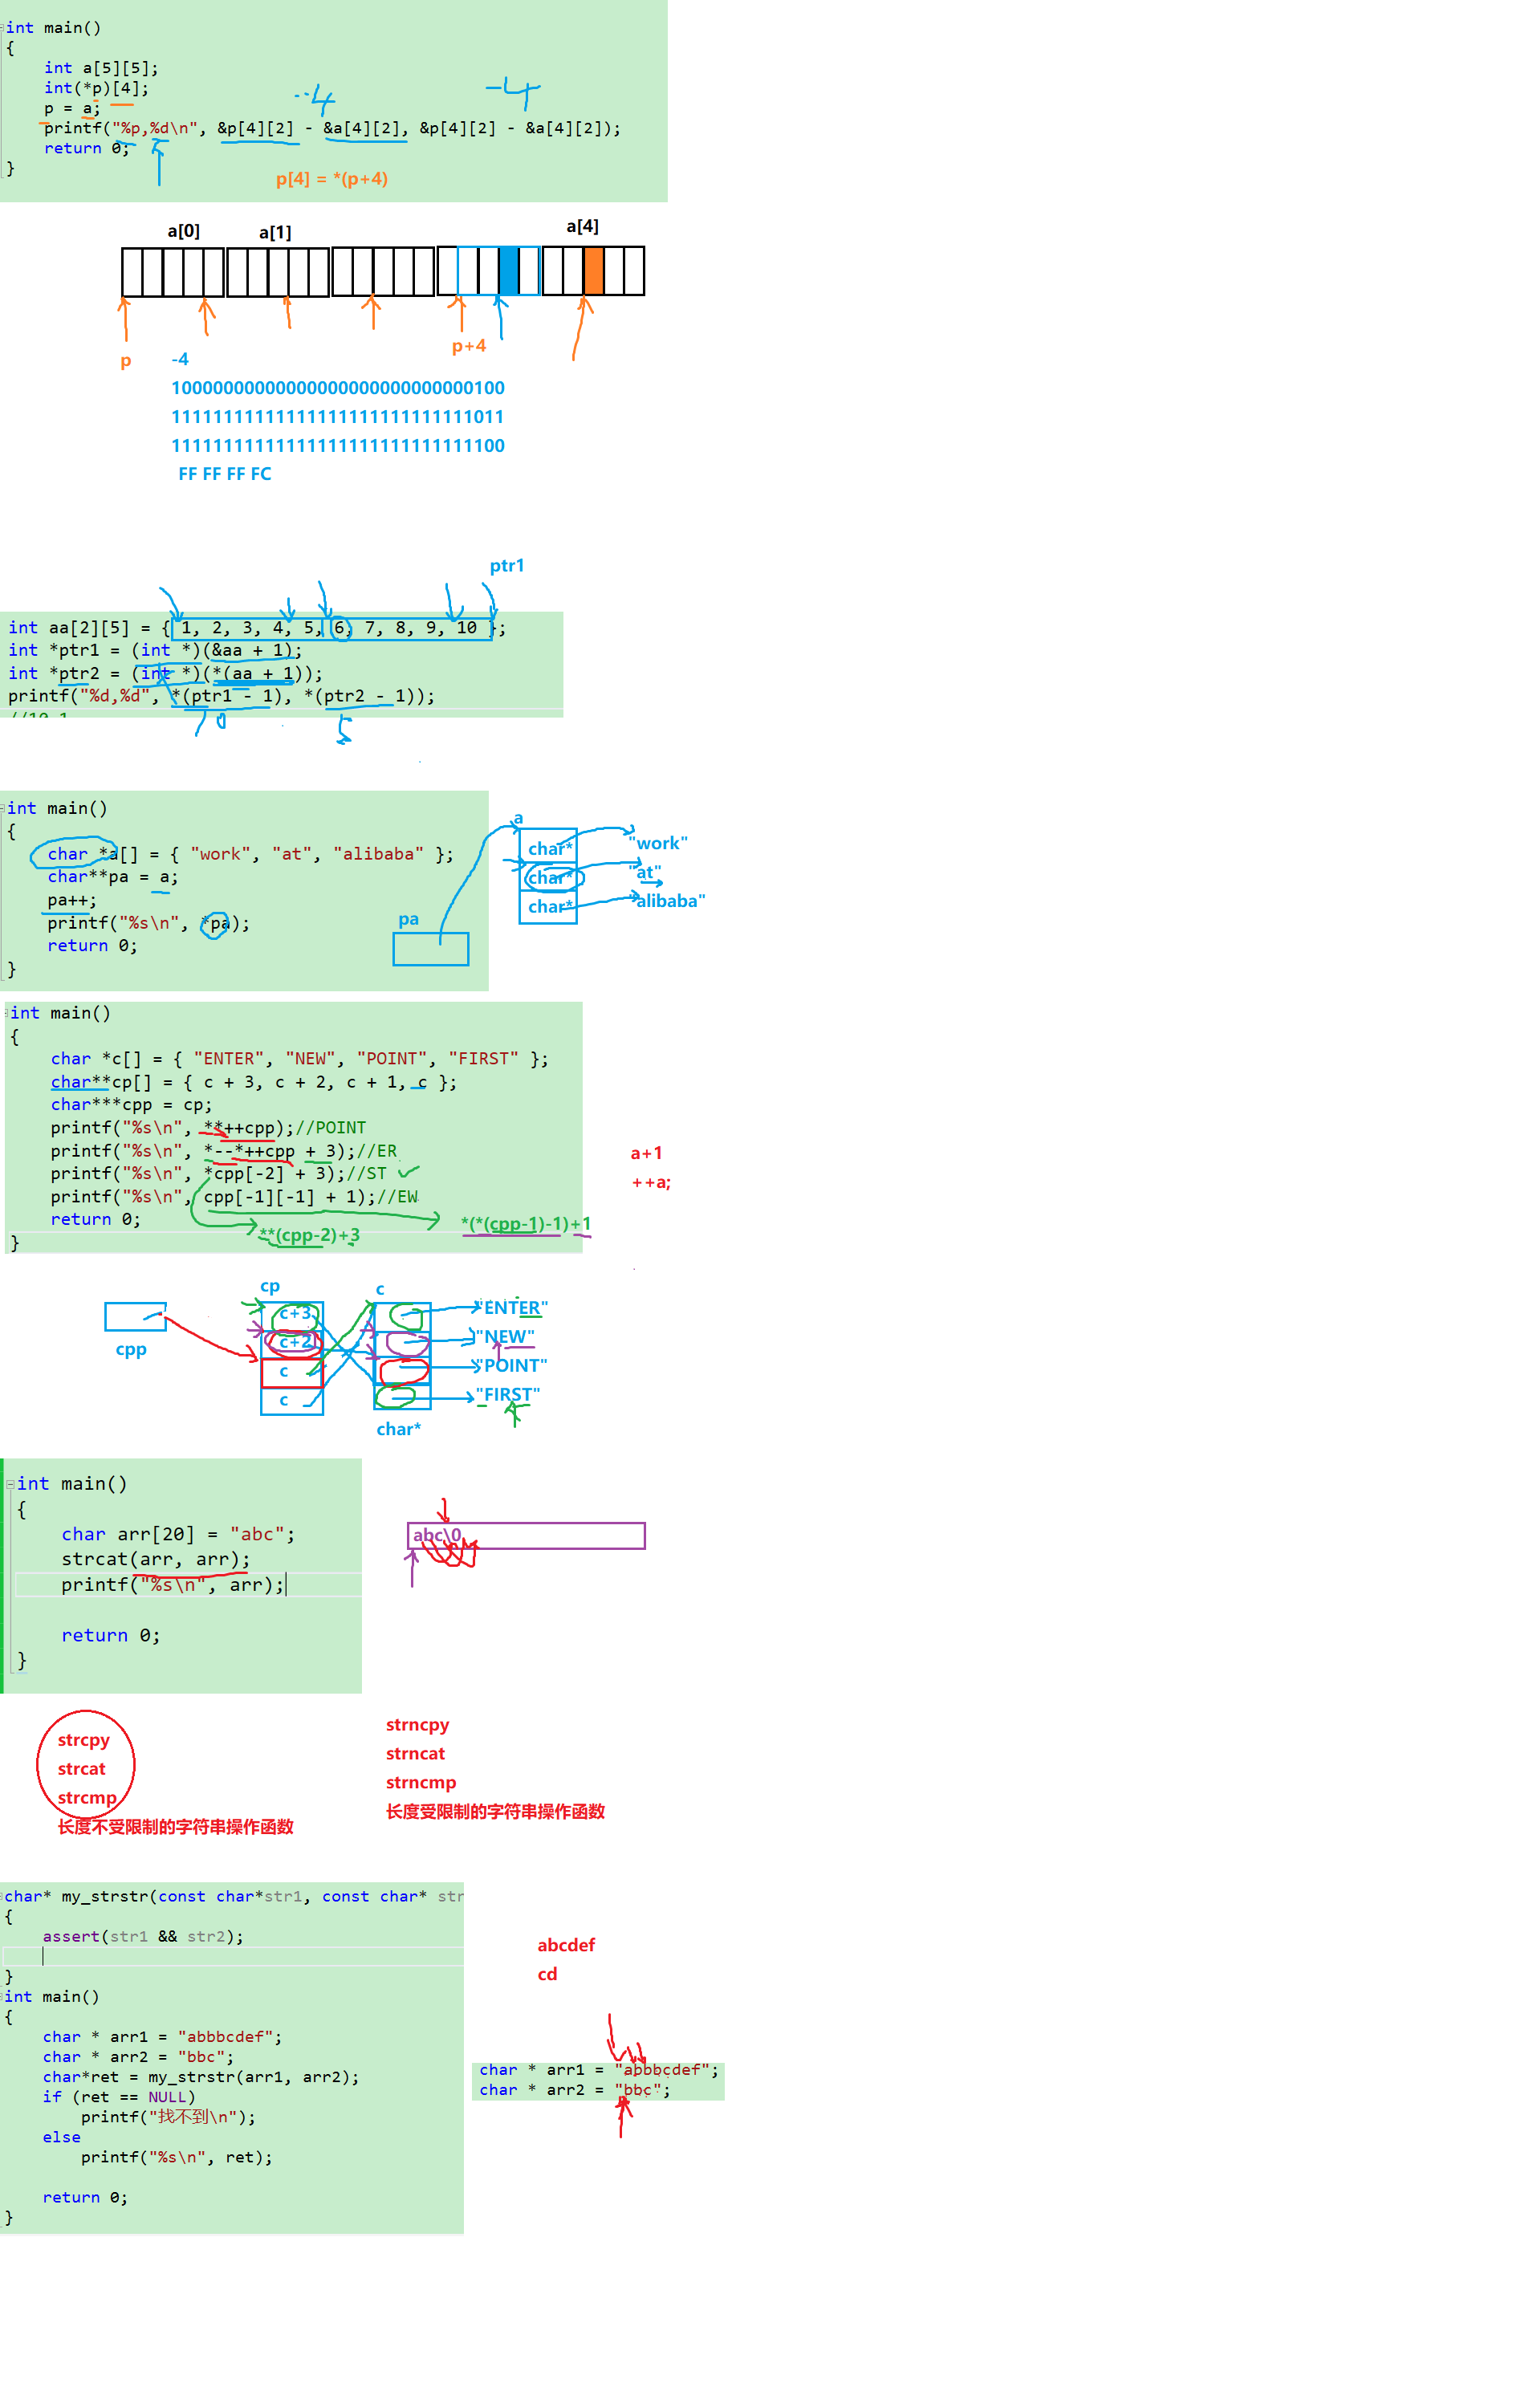 int main()
{
int a[5][5];
int(*p)[4];
p = a;
printf("%p,%d\n", &p[4][2] - &a[4][2], &p[4][2] - &a[4][2]);
return 0;
}
-4
-4
p[4] = *(p+4)
a[0]
a[1]
a[4]
p
p+4
-4
10000000000000000000000000000100
11111111111111111111111111111011
11111111111111111111111111111100
FF FF FF FC
ptr1
int aa[2][5] = { 1, 2, 3, 4, 5, 6, 7, 8, 9, 10 };
int *ptr1 = (int *)(&aa + 1);
int *ptr2 = (int *)(*(aa + 1));
printf("%d,%d", *(ptr1 - 1), *(ptr2 - 1));
10
5
int main()
{
char *a[] = { "work", "at", "alibaba" };
char**pa = a;
pa++;
printf("%s\n", *pa);
return 0;
}
pa
a
char*
char*
char*
"work"
"at"
"alibaba"
int main()
{
char *c[] = { "ENTER", "NEW", "POINT", "FIRST" };
char**cp[] = { c + 3, c + 2, c + 1, c };
char***cpp = cp;
printf("%s\n", **++cpp);//POINT
printf("%s\n", *--*++cpp + 3);//ER
printf("%s\n", *cpp[-2] + 3);//ST
printf("%s\n", cpp[-1][-1] + 1);//EW
return 0;
}
**(cpp-2)+3
*(*(cpp-1)-1)+1
a+1
++a;
cpp
cp
c+3
c+2
c
c
c
char*
"ENTER"
"NEW"
"POINT"
"FIRST"
int main()
{
char arr[20] = "abc";
strcat(arr, arr);
printf("%s\n", arr);
return 0;
}
abc\0
strcpy
strcat
strcmp
长度不受限制的字符串操作函数
strncpy
strncat
strncmp
长度受限制的字符串操作函数
char* my_strstr(const char*str1, const char* str
{
assert(str1 && str2);
}
int main()
{
char * arr1 = "abbbcdef";
char * arr2 = "bbc";
char*ret = my_strstr(arr1, arr2);
if (ret == NULL)
printf("找不到\n");
else
printf("%s\n", ret);
return 0;
}
abcdef
cd
char * arr1 = "abbbcdef";
char * arr2 = "bbc";